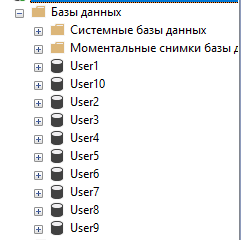 Базы данных
Системные базы данных
Моментальные снимки базы
User1
User10
User2
User3
User4
User5
User6
User7
User8
User9